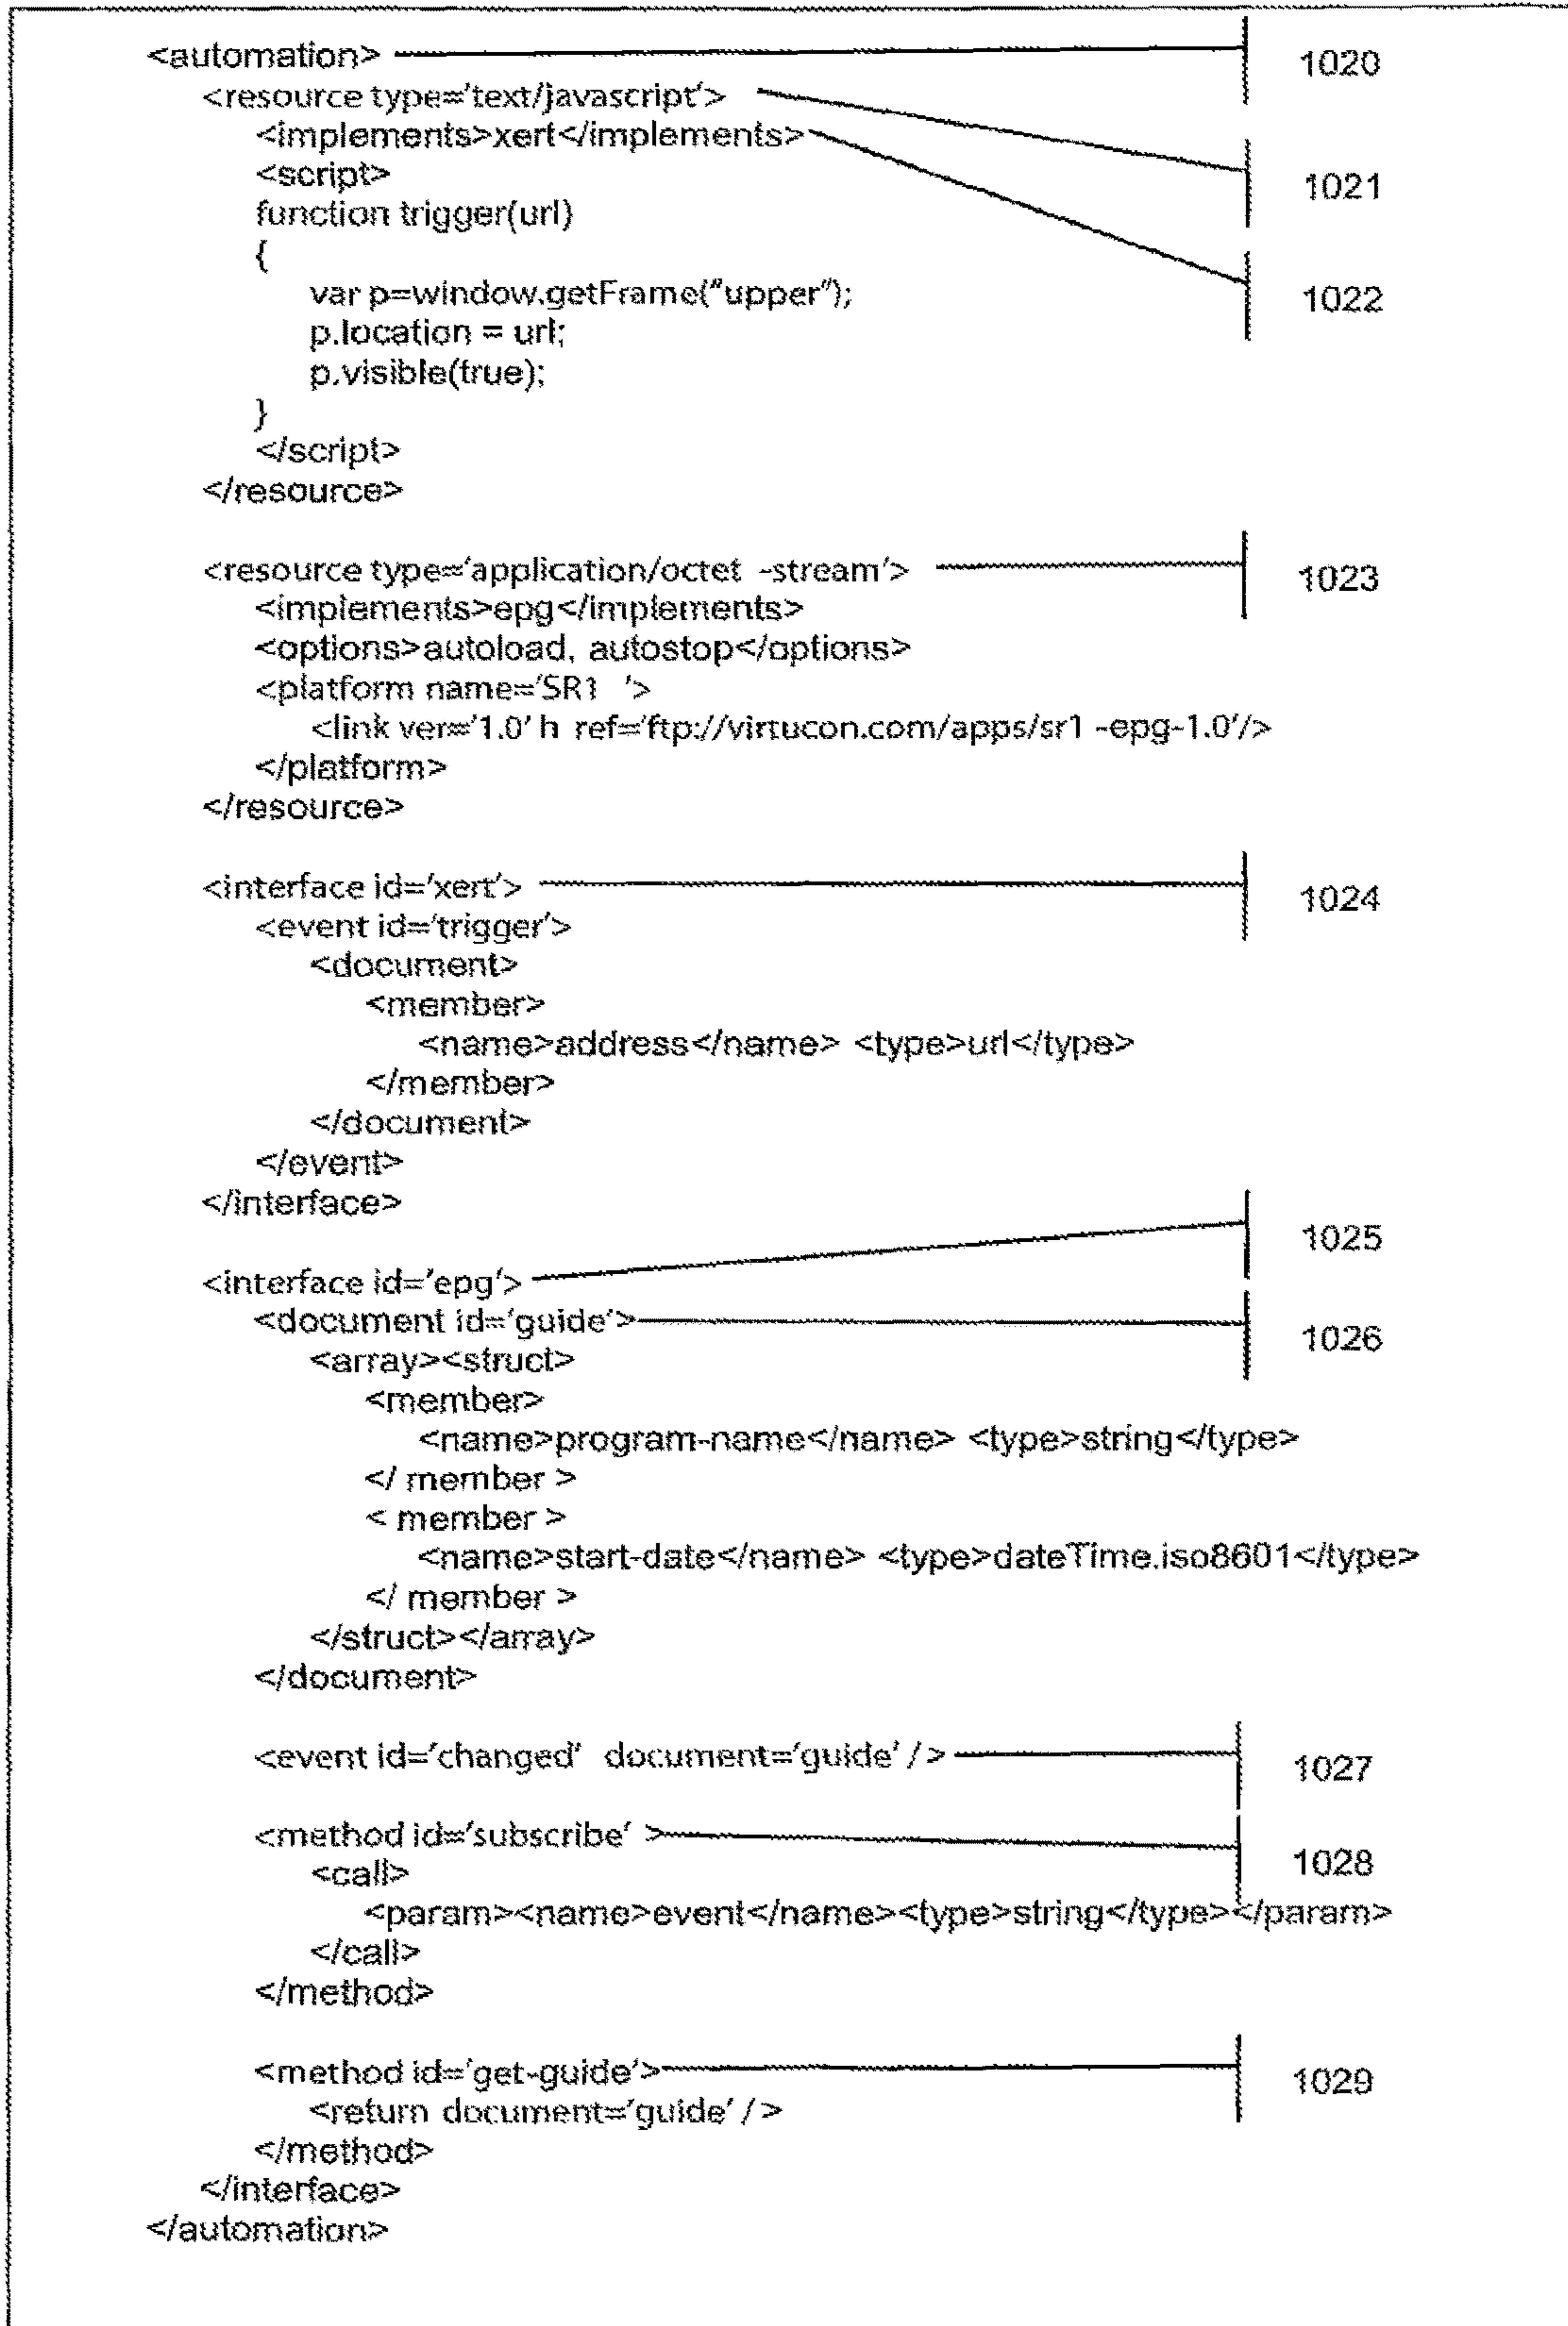 <automation> 1020
<resource type='text/javascript'> 1021
<implements>xert</implements> 1022
<script>
function trigger(url)
{
var p=window.getFrame("upper");
p.location = url;
p.visible(true);
}
</script>
</resource>
<resource type='application/octet -stream'> 1023
<implements>epg</implements>
<options>autoload, autostop</options>
<platform name='SR1 '>
<link ver='1.0' h ref='ftp://virtucon.com/apps/sr1 -epg-1.0'/>
</platform>
</resource>
<interface id='xert'> 1024
<event id='trigger'>
<document>
<member>
<name>address</name> <type>url</type>
</member>
</document>
</event>
</interface>
<interface id='epg'> 1025
<document id='guide'> 1026
<array><struct>
<member>
<name>program-name</name> <type>string</type>
</ member >
< member >
<name>start-date</name> <type>dateTime.iso8601</type>
</ member >
</struct></array>
</document>
<event id='changed' document='guide' / > 1027
<method id='subscribe' > 1028
<call>
<param><name>event</name><type>string</type></param>
</call>
</method>
<method id='get-guide'> 1029
<return document='guide' / >
</method>
</interface>
</automation>